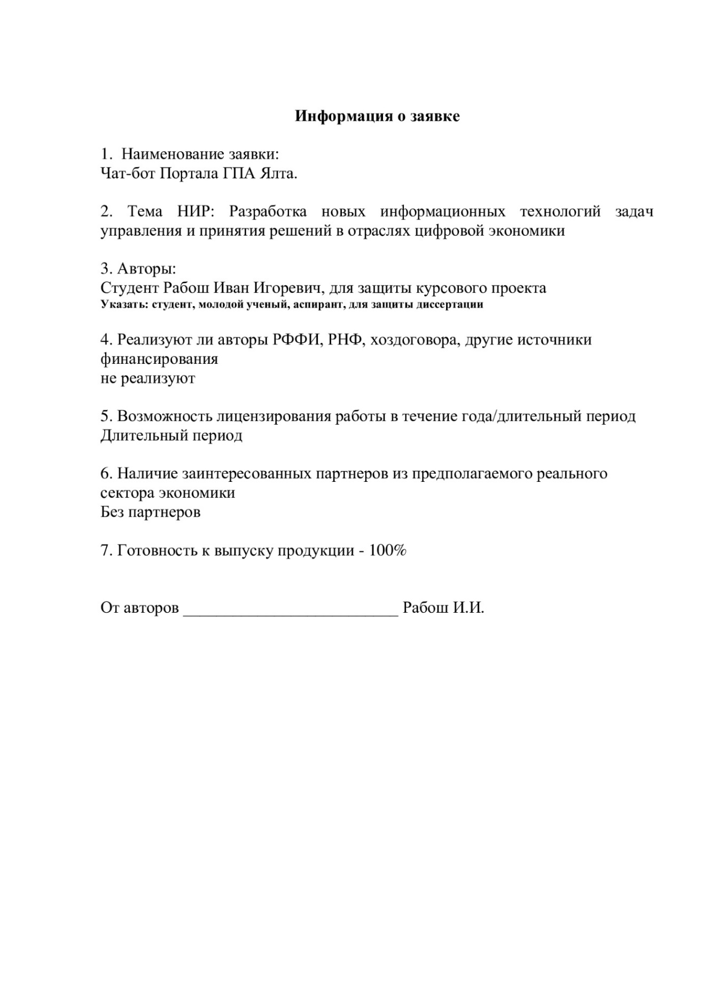 Информация о заявке
1. Наименование заявки:
Чат-бот Портала ГПА Ялта.
2. Тема НИР: Разработка новых информационных технологий задач
управления и принятия решений в отраслях цифровой экономики
3. Авторы:
Студент Рабош Иван Игоревич, для защиты курсового проекта
Указать: студент, молодой ученый, аспирант, для защиты диссертации
4. Реализуют ли авторы РФФИ, РНФ, хоздоговора, другие источники
финансирования
не реализуют
5. Возможность лицензирования работы в течение года/длительный период
Длительный период
6. Наличие заинтересованных партнеров из предполагаемого реального
сектора экономики
Без партнеров
7. Готовность к выпуску продукции - 100%
От авторов __________________________ Рабош И.И.